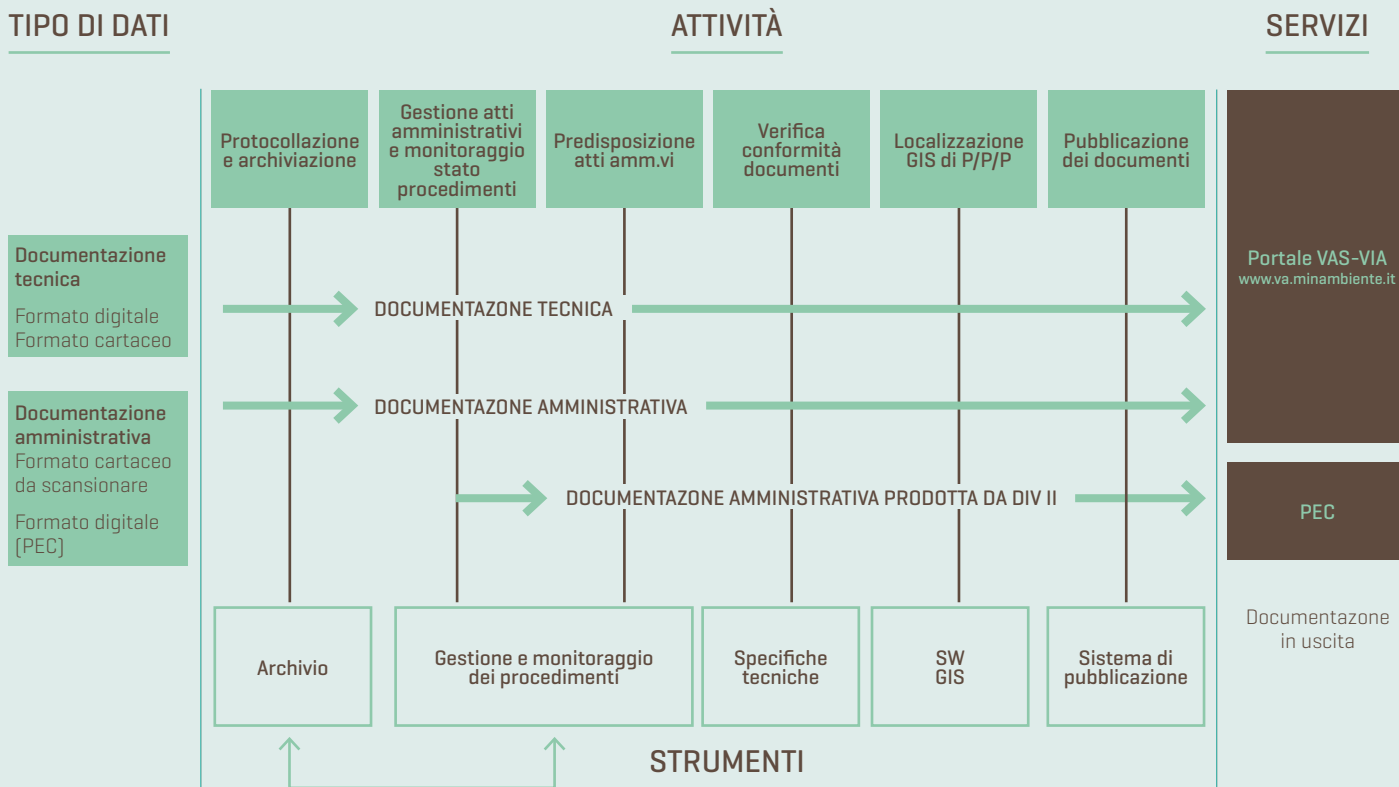 TIPO DI DATI
ATTIVITÀ
SERVIZI
Protocollazione
e archiviazione
Gestione atti
amministrativi
e monitoraggio
stato
procedimenti
Predisposizione
atti amm.vi
Verifica
conformità
documenti
Localizzazione
GIS di P/P/P
Pubblicazione
dei documenti
Documentazione
tecnica
Formato digitale
Formato cartaceo
DOCUMENTAZONE TECNICA
Portale VAS-VIA
www.va.minambiente.it
Documentazione
amministrativa
Formato cartaceo
da scansionare
Formato digitale
(PEC)
DOCUMENTAZONE AMMINISTRATIVA
DOCUMENTAZONE AMMINISTRATIVA PRODOTTA DA DIV II
PEC
Documentazone
in uscita
Archivio
Gestione e monitoraggio
dei procedimenti
Specifiche
tecniche
SW
GIS
Sistema di
pubblicazione
STRUMENTI